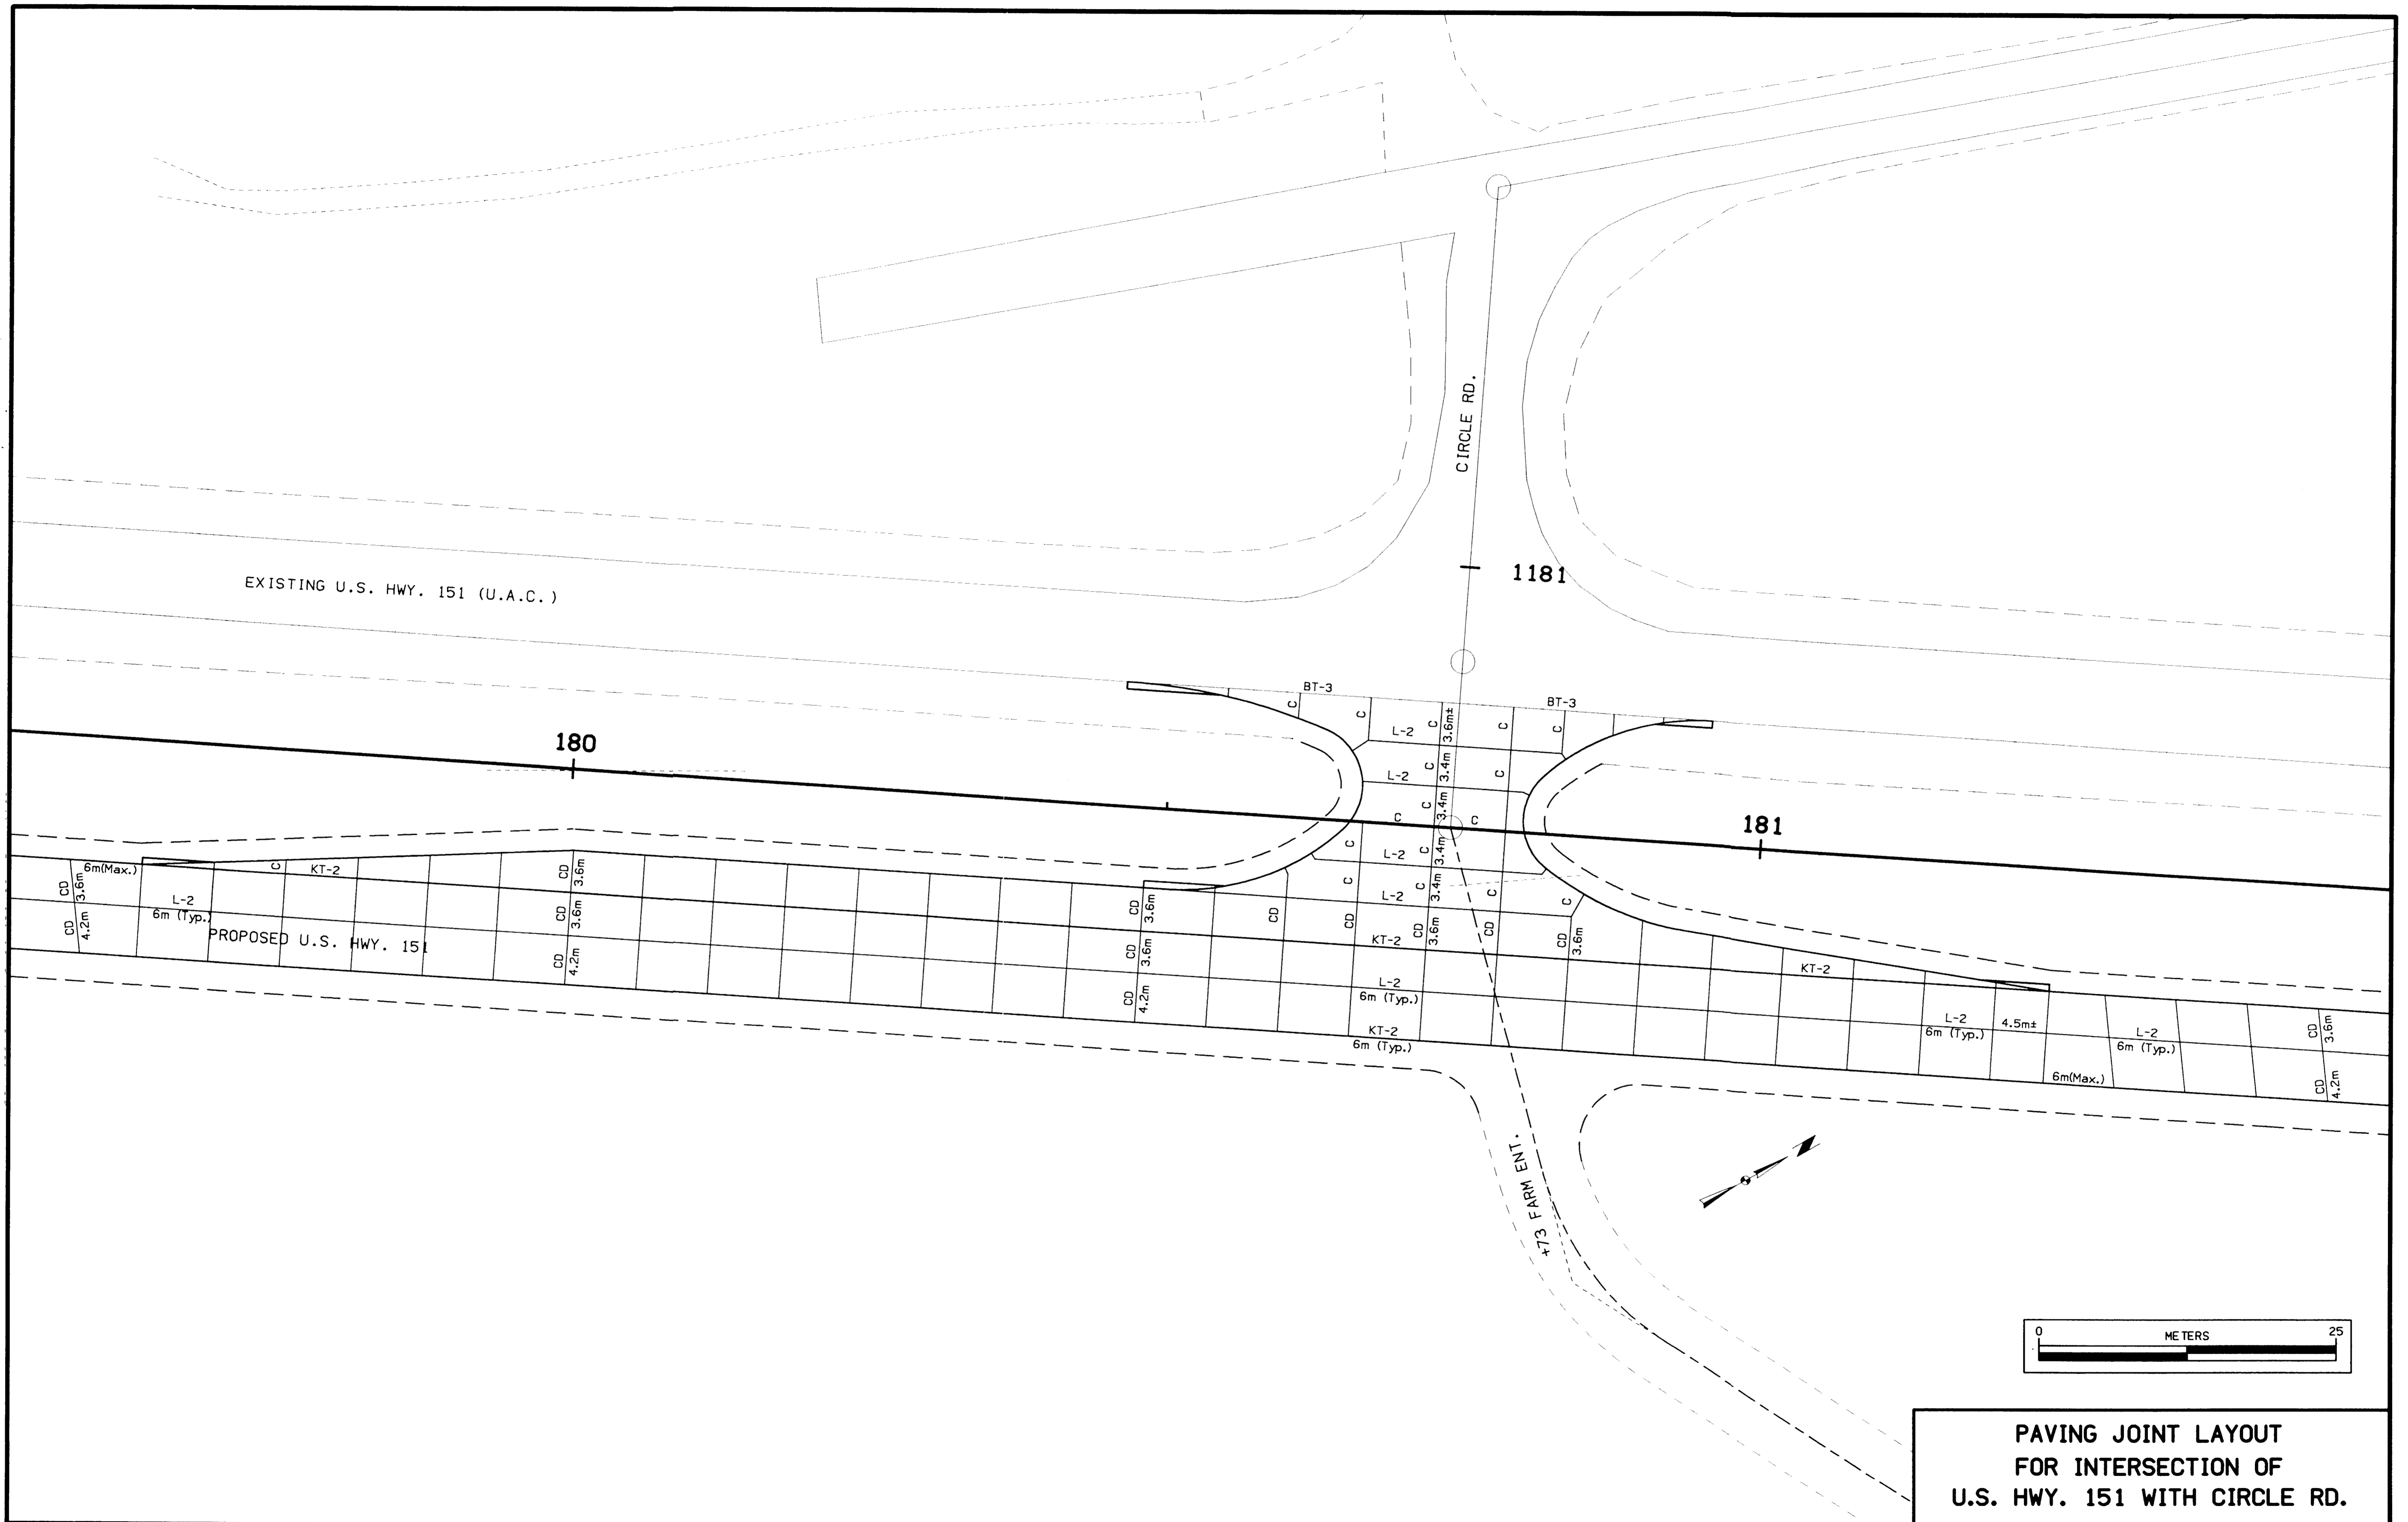 CIRCLE RD.
1181
EXISTING U.S. HWY. 151 (U.A.C.)
BT-3
BT-3
C
C
C
3.6m±
C
C
L-2
180
C
3.4m
C
L-2
C
3.4m
C
C
181
C
L-2
C
3.4m
6m(Max.)
C
KT-2
CD
3.6m
C
L-2
C
3.4m
C
C
CD
3.6m
L-2
6m (Typ.)
CD
3.6m
CD
3.6m
CD
CD
CD
3.6m
CD
CD
3.6m
CD
4.2m
PROPOSED U.S. HWY. 151
KT-2
CD
4.2m
CD
3.6m
KT-2
L-2
6m (Typ.)
CD
4.2m
KT-2
6m (Typ.)
L-2
6m (Typ.)
4.5m±
L-2
6m (Typ.)
CD
3.6m
6m(Max.)
CD
4.2m
+73 FARM ENT.
0 METERS 25
PAVING JOINT LAYOUT
FOR INTERSECTION OF
U.S. HWY. 151 WITH CIRCLE RD.